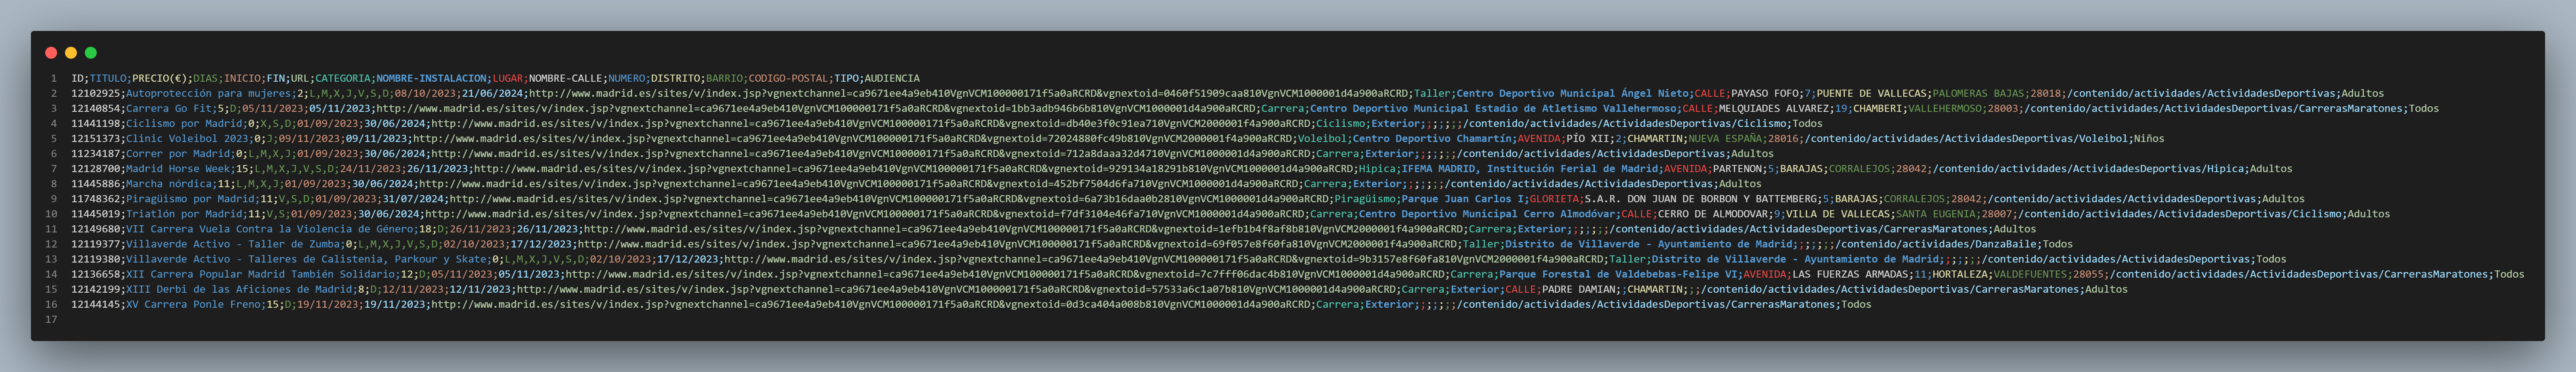 1 ID;TITULO;PRECIO(€);DIAS;INICIO;FIN;URL;CATEGORIA;NOMBRE-INSTALACION;LUGAR;NOMBRE-CALLE;NUMERO;DISTRITO;BARRIO;CODIGO-POSTAL;TIPO;AUDIENCIA
2 12102925;Autoprotección para mujeres;2;L,M,X,J,V,S,D;08/10/2023;21/06/2024;http://www.madrid.es/sites/v/index.jsp?vgnextchannel=ca9671ee4a9eb410VgnVCM100000171f5a0aRCRD&vgnextoid=0460f51909caa810VgnVCM1000001d4a900aRCRD;Taller;Centro Deportivo Municipal Ángel Nieto;CALLE;PAYASO FOFO;7;PUENTE DE VALLECAS;PALOMERAS BAJAS;28018;/contenido/actividades/ActividadesDeportivas;Adultos
3 12140854;Carrera Go Fit;5;D;05/11/2023;05/11/2023;http://www.madrid.es/sites/v/index.jsp?vgnextchannel=ca9671ee4a9eb410VgnVCM100000171f5a0aRCRD&vgnextoid=1bb3adb946b6b810VgnVCM1000001d4a900aRCRD;Carrera;Centro Deportivo Municipal Estadio de Atletismo Vallehermoso;CALLE;MELQUIADES ALVAREZ;19;CHAMBERI;VALLEHERMOSO;28003;/contenido/actividades/ActividadesDeportivas/CarrerasMaratones;Todos
4 11441198;Ciclismo por Madrid;0;X,S,D;01/09/2023;30/06/2024;http://www.madrid.es/sites/v/index.jsp?vgnextchannel=ca9671ee4a9eb410VgnVCM100000171f5a0aRCRD&vgnextoid=db40e3f0c91ea710VgnVCM2000001f4a900aRCRD;Ciclismo;Exterior;;;;;;;/contenido/actividades/ActividadesDeportivas/Ciclismo;Todos
5 12151373;Clinic Voleibol 2023;0;J;09/11/2023;09/11/2023;http://www.madrid.es/sites/v/index.jsp?vgnextchannel=ca9671ee4a9eb410VgnVCM100000171f5a0aRCRD&vgnextoid=72024880fc49b810VgnVCM2000001f4a900aRCRD;Voleibol;Centro Deportivo Chamartín;AVENIDA;PÍO XII;2;CHAMARTIN;NUEVA ESPAÑA;28016;/contenido/actividades/ActividadesDeportivas/Voleibol;Niños
6 11234187;Correr por Madrid;0;L,M,X,J;01/09/2023;30/06/2024;http://www.madrid.es/sites/v/index.jsp?vgnextchannel=ca9671ee4a9eb410VgnVCM100000171f5a0aRCRD&vgnextoid=712a8daaa32d4710VgnVCM1000001d4a900aRCRD;Carrera;Exterior;;;;;;;/contenido/actividades/ActividadesDeportivas;Adultos
7 12128700;Madrid Horse Week;15;L,M,X,J,V,S,D;24/11/2023;26/11/2023;http://www.madrid.es/sites/v/index.jsp?vgnextchannel=ca9671ee4a9eb410VgnVCM100000171f5a0aRCRD&vgnextoid=929134a18291b810VgnVCM1000001d4a900aRCRD;Hipica;IFEMA MADRID, Institución Ferial de Madrid;AVENIDA;PARTENON;5;BARAJAS;CORRALEJOS;28042;/contenido/actividades/ActividadesDeportivas/Hipica;Adultos
8 11445886;Marcha nórdica;11;L,M,X,J;01/09/2023;30/06/2024;http://www.madrid.es/sites/v/index.jsp?vgnextchannel=ca9671ee4a9eb410VgnVCM100000171f5a0aRCRD&vgnextoid=452bf7504d6fa710VgnVCM1000001d4a900aRCRD;Carrera;Exterior;;;;;;;/contenido/actividades/ActividadesDeportivas;Adultos
9 11748362;Piragüismo por Madrid;11;V,S,D;01/09/2023;31/07/2024;http://www.madrid.es/sites/v/index.jsp?vgnextchannel=ca9671ee4a9eb410VgnVCM100000171f5a0aRCRD&vgnextoid=6a73b16daa0b2810VgnVCM1000001d4a900aRCRD;Piragüismo;Parque Juan Carlos I;GLORIETA;S.A.R. DON JUAN DE BORBON Y BATTEMBERG;5;BARAJAS;CORRALEJOS;28042;/contenido/actividades/ActividadesDeportivas;Adultos
10 11445019;Triatlón por Madrid;11;V,S;01/09/2023;30/06/2024;http://www.madrid.es/sites/v/index.jsp?vgnextchannel=ca9671ee4a9eb410VgnVCM100000171f5a0aRCRD&vgnextoid=f7df3104e46fa710VgnVCM1000001d4a900aRCRD;Carrera;Centro Deportivo Municipal Cerro Almodóvar;CALLE;CERRO DE ALMODOVAR;9;VILLA DE VALLECAS;SANTA EUGENIA;28007;/contenido/actividades/ActividadesDeportivas/Ciclismo;Adultos
11 12149680;VII Carrera Vuela Contra la Violencia de Género;18;D;26/11/2023;26/11/2023;http://www.madrid.es/sites/v/index.jsp?vgnextchannel=ca9671ee4a9eb410VgnVCM100000171f5a0aRCRD&vgnextoid=1efb1b4f8af8b810VgnVCM2000001f4a900aRCRD;Carrera;Exterior;;;;;;;/contenido/actividades/ActividadesDeportivas/CarrerasMaratones;Adultos
12 12119377;Villaverde Activo - Taller de Zumba;0;L,M,X,J,V,S,D;02/10/2023;17/12/2023;http://www.madrid.es/sites/v/index.jsp?vgnextchannel=ca9671ee4a9eb410VgnVCM100000171f5a0aRCRD&vgnextoid=69f057e8f60fa810VgnVCM2000001f4a900aRCRD;Taller;Distrito de Villaverde - Ayuntamiento de Madrid;;;;;;;/contenido/actividades/DanzaBaile;Todos
13 12119380;Villaverde Activo - Talleres de Calistenia, Parkour y Skate;0;L,M,X,J,V,S,D;02/10/2023;17/12/2023;http://www.madrid.es/sites/v/index.jsp?vgnextchannel=ca9671ee4a9eb410VgnVCM100000171f5a0aRCRD&vgnextoid=9b3157e8f60fa810VgnVCM2000001f4a900aRCRD;Taller;Distrito de Villaverde - Ayuntamiento de Madrid;;;;;;;/contenido/actividades/ActividadesDeportivas;Todos
14 12136658;XII Carrera Popular Madrid También Solidario;12;D;05/11/2023;05/11/2023;http://www.madrid.es/sites/v/index.jsp?vgnextchannel=ca9671ee4a9eb410VgnVCM100000171f5a0aRCRD&vgnextoid=7c7fff06dac4b810VgnVCM1000001d4a900aRCRD;Carrera;Parque Forestal de Valdebebas-Felipe VI;AVENIDA;LAS FUERZAS ARMADAS;11;HORTALEZA;VALDEFUENTES;28055;/contenido/actividades/ActividadesDeportivas/CarrerasMaratones;Todos
15 12142199;XIII Derbi de las Aficiones de Madrid;8;D;12/11/2023;12/11/2023;http://www.madrid.es/sites/v/index.jsp?vgnextchannel=ca9671ee4a9eb410VgnVCM100000171f5a0aRCRD&vgnextoid=57533a6c1a07b810VgnVCM1000001d4a900aRCRD;Carrera;Exterior;CALLE;PADRE DAMIAN;;CHAMARTIN;;;/contenido/actividades/ActividadesDeportivas/CarrerasMaratones;Adultos
16 12144145;XV Carrera Ponle Freno;15;D;19/11/2023;19/11/2023;http://www.madrid.es/sites/v/index.jsp?vgnextchannel=ca9671ee4a9eb410VgnVCM100000171f5a0aRCRD&vgnextoid=0d3ca404a008b810VgnVCM1000001d4a900aRCRD;Carrera;Exterior;;;;;;;/contenido/actividades/ActividadesDeportivas/CarrerasMaratones;Todos
17